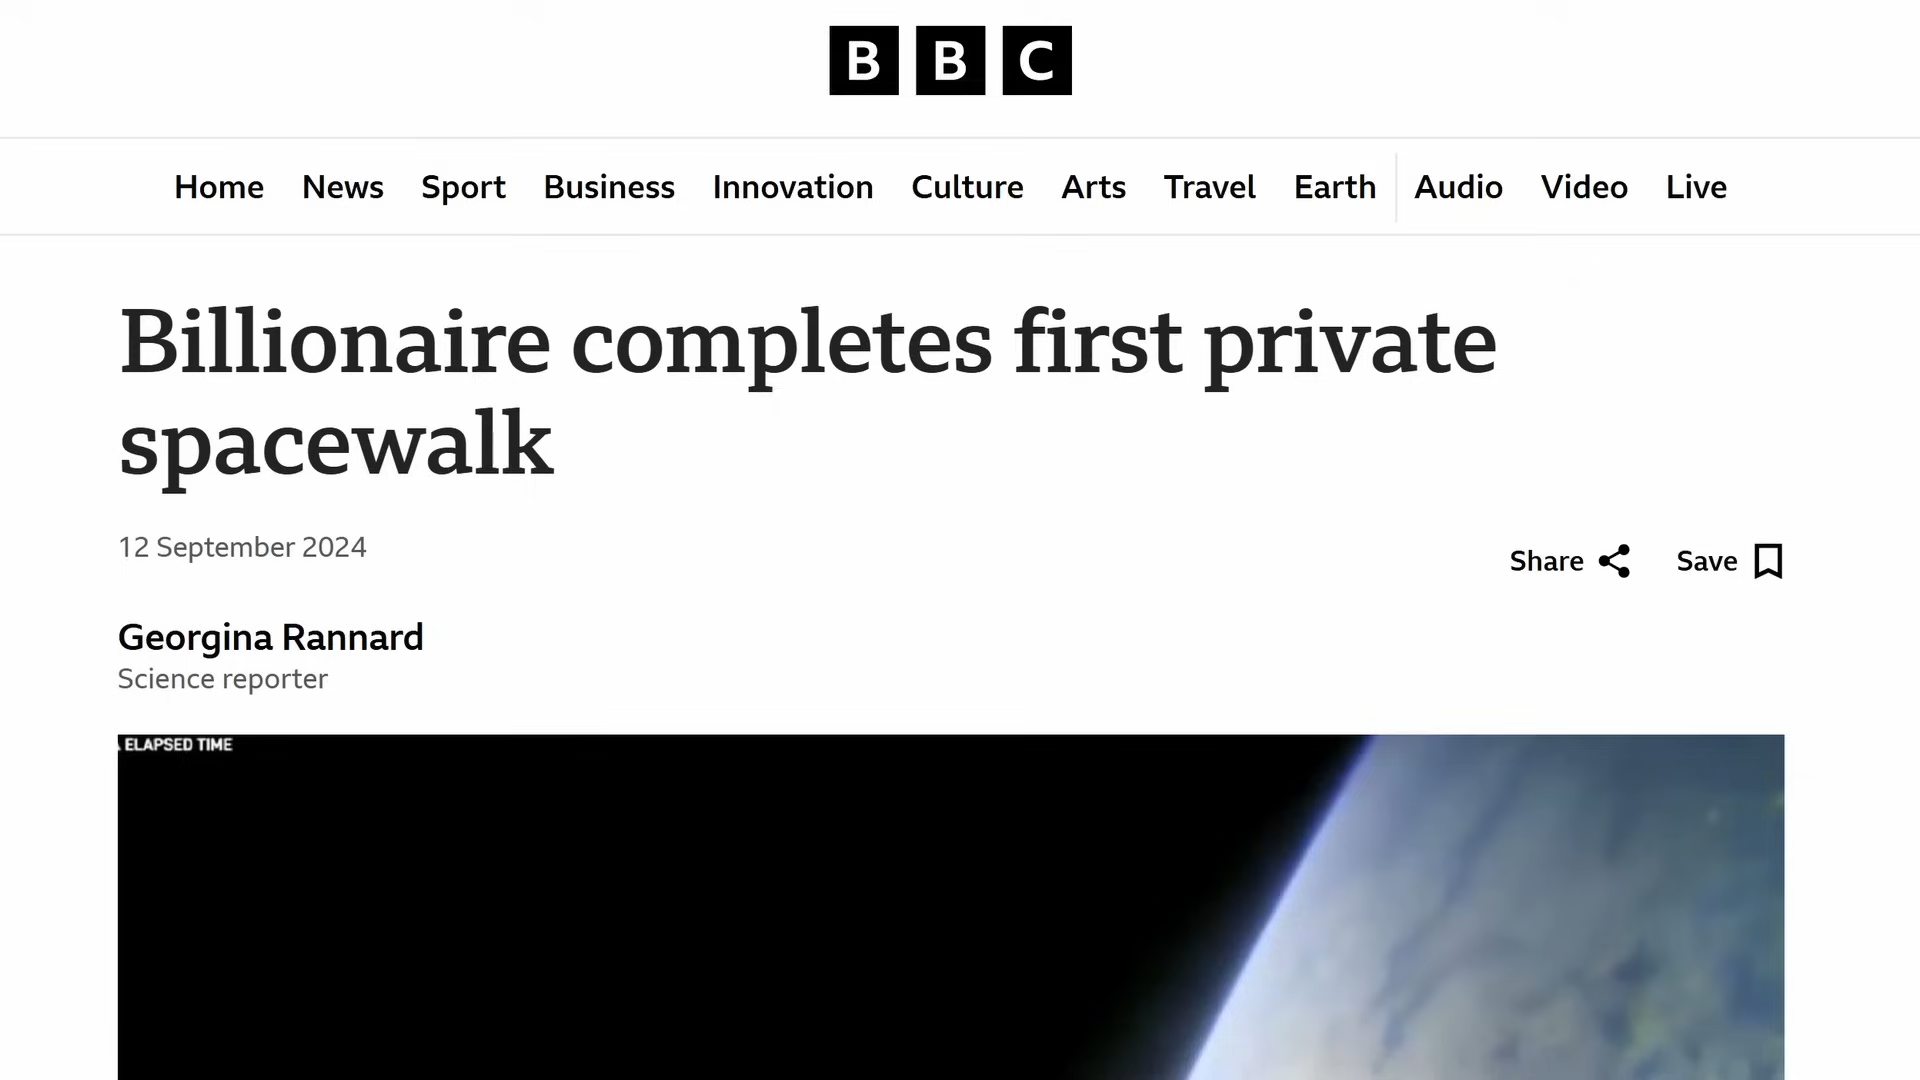 BBC
Home News Sport Business Innovation Culture Arts Travel Earth Audio Video Live
Billionaire completes first private
spacewalk
12 September 2024
Share Save
Georgina Rannard
Science reporter
ELAPSED TIME